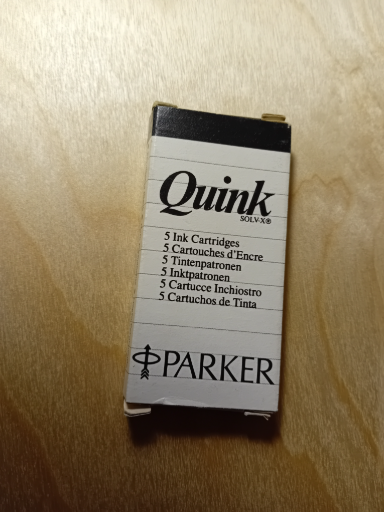 Quink
SOLV-X®
5 Ink Cartridges
5 Cartouches d'Encre
5 Tintenpatronen
5 Inktpatronen
5 Cartucce Inchiostro
5 Cartuchos de Tinta
PARKER